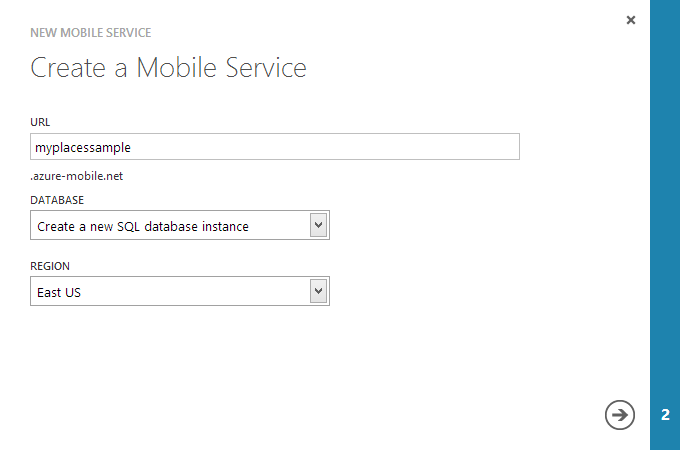 NEW MOBILE SERVICE
Create a Mobile Service
URL
myplacessample
.azure-mobile.net
DATABASE
Create a new SQL database instance
REGION
East US
2